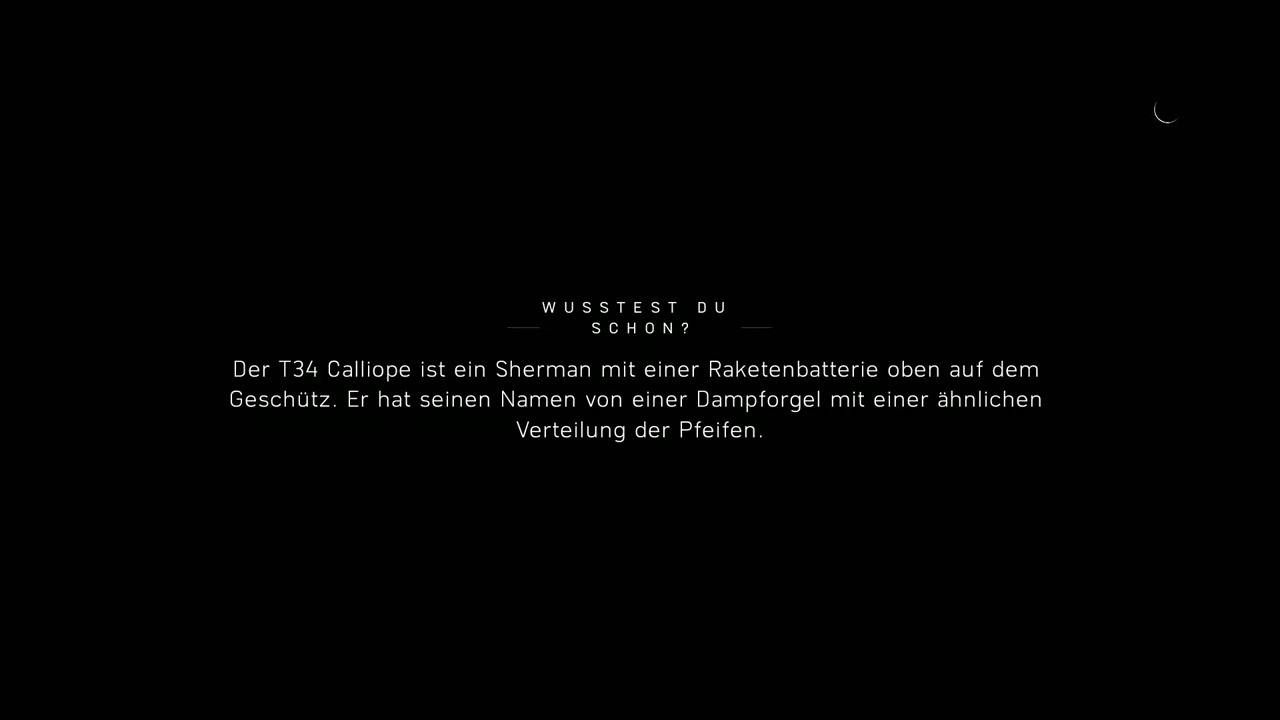 WUSSTEST DU
SCHON?
Der T34 Calliope ist ein Sherman mit einer Raketenbatterie oben auf dem
Geschütz. Er hat seinen Namen von einer Dampforgel mit einer ähnlichen
Verteilung der Pfeifen.